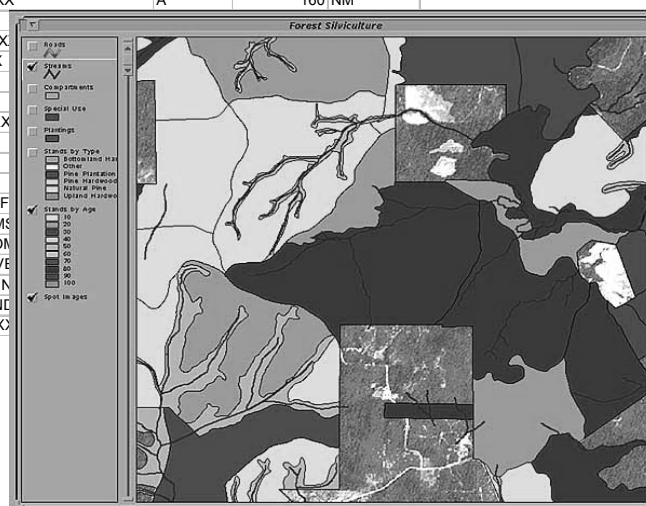 XX A 160 NM
Forest Silviculture
Roads
Streams
Compartments
Special Use
Plantings
Stands by Type
Bottomland Har
Other
Pine Plantation
Pine Hardwood
Natural Pine
Upland Hardwo
Stands by Age
10
20
30
40
50
60
70
80
90
100
Spot Images